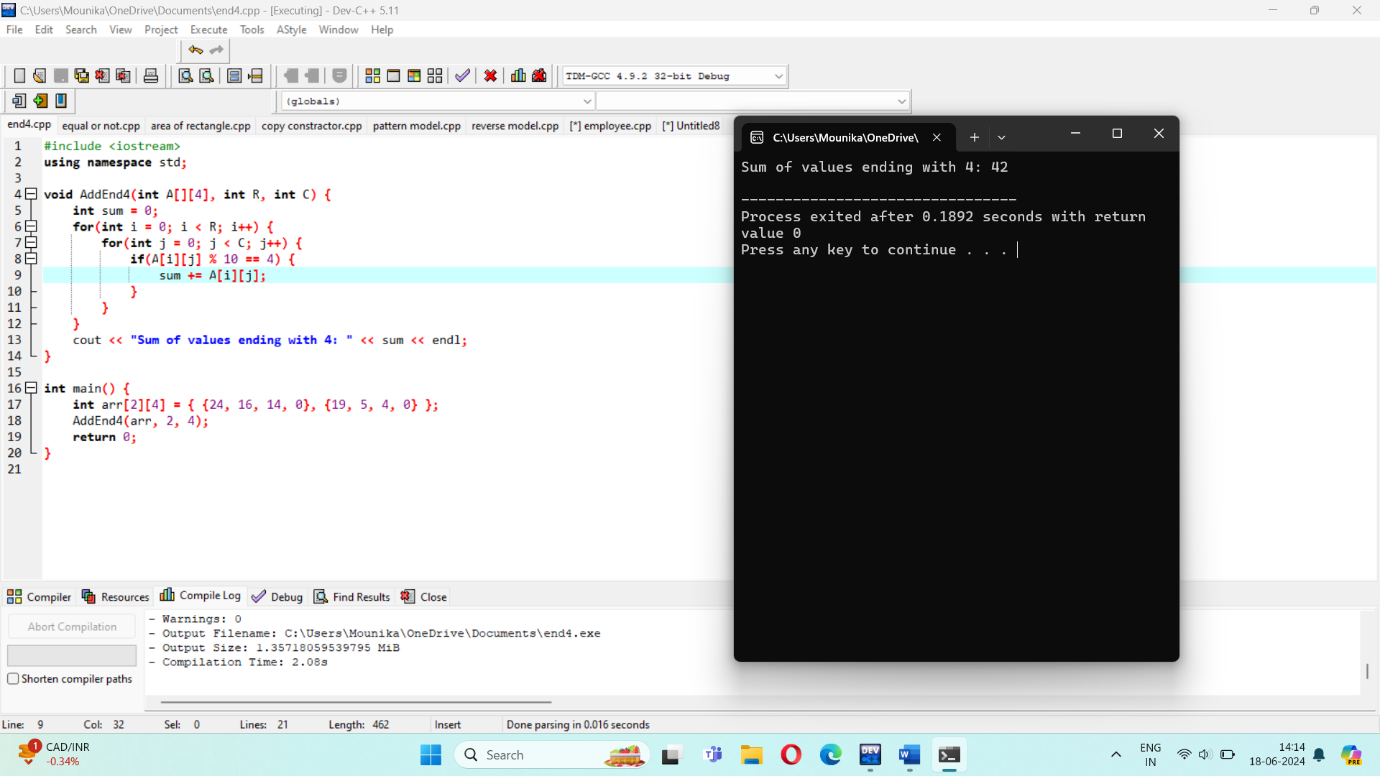 C:\Users\Mounika\OneDrive\Documents\end4.cpp - [Executing] - Dev-C++ 5.11
File Edit Search View Project Execute Tools AStyle Window Help
TDM-GCC 4.9.2 32-bit Debug
(globals)
end4.cpp equal or not.cpp area of rectangle.cpp copy constractor.cpp pattern model.cpp reverse model.cpp [*] employee.cpp [*] Untitled8
1 #include <iostream>
2 using namespace std;
3
4 void AddEnd4(int A[][4], int R, int C) {
5 int sum = 0;
6 for(int i = 0; i < R; i++) {
7 for(int j = 0; j < C; j++) {
8 if(A[i][j] % 10 == 4) {
9 sum += A[i][j];
10 }
11 }
12 }
13 cout << "Sum of values ending with 4: " << sum << endl;
14 }
15
16 int main() {
17 int arr[2][4] = { {24, 16, 14, 0}, {19, 5, 4, 0} };
18 AddEnd4(arr, 2, 4);
19 return 0;
20 }
21
C:\Users\Mounika\OneDrive\
Sum of values ending with 4: 42
--------------------------------
Process exited after 0.1892 seconds with return
value 0
Press any key to continue . . .
Compiler Resources Compile Log Debug Find Results Close
Abort Compilation
Shorten compiler paths
- Warnings: 0
- Output Filename: C:\Users\Mounika\OneDrive\Documents\end4.exe
- Output Size: 1.35718059539795 MiB
- Compilation Time: 2.08s
Line: 9 Col: 32 Sel: 0 Lines: 21 Length: 462 Insert Done parsing in 0.016 seconds
1
CAD/INR
-0.34%
Search
DEV
W
ENG
IN
14:14
18-06-2024
PRE